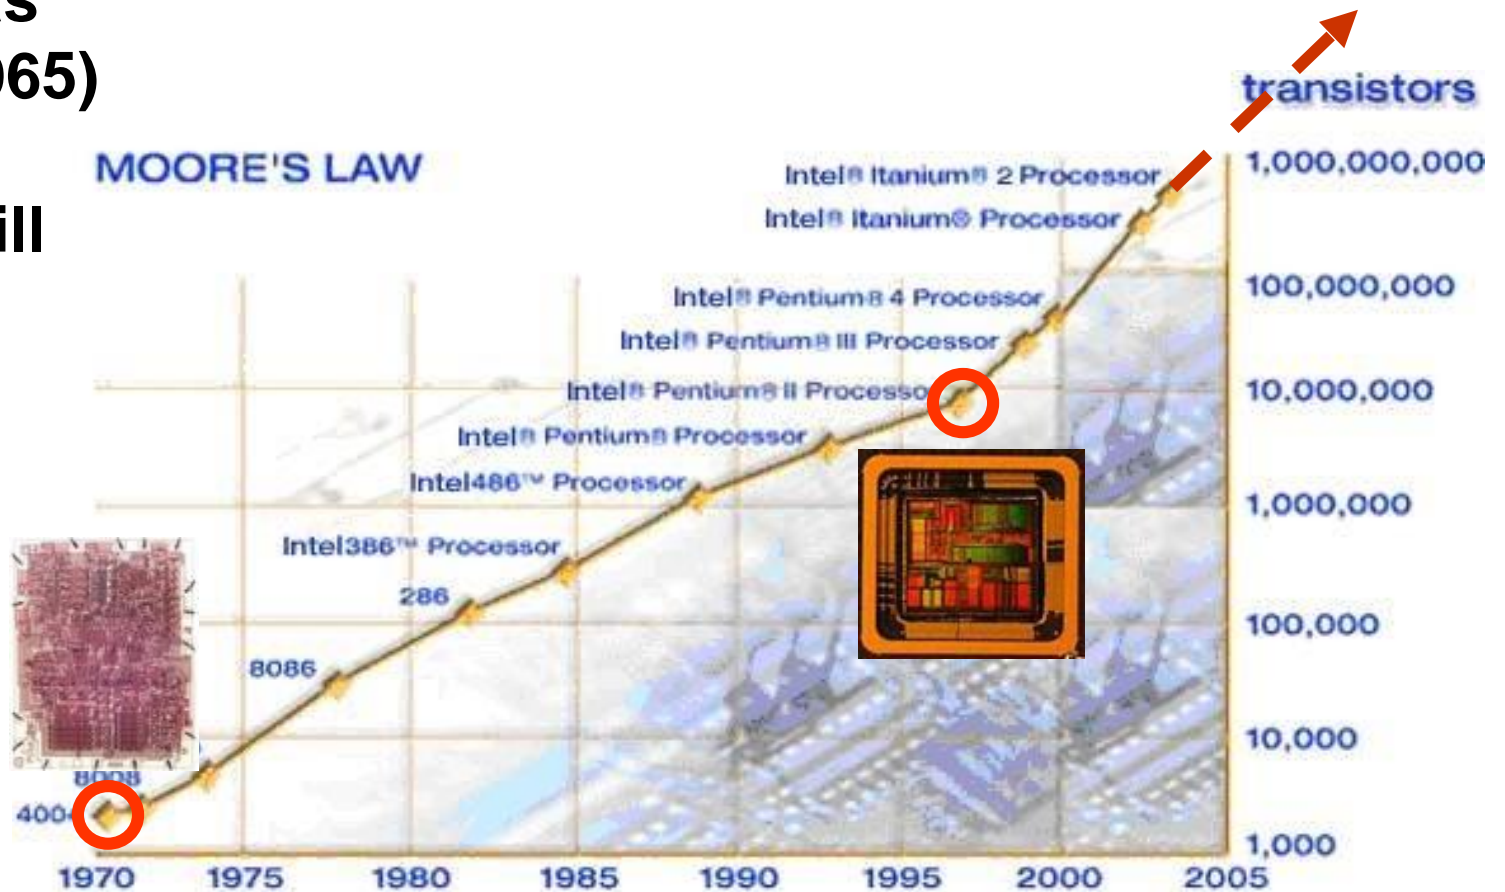 965)
ill
transistors
MOORE'S LAW
1,000,000,000
Intel® Itanium® 2 Processor
Intel® Itanium® Processor
100,000,000
Intel® Pentium® 4 Processor
Intel® Pentium® III Processor
10,000,000
Intel® Pentium® II Processo
Intel® Pentium® Processor
Intel486™ Processor
1,000,000
Intel386™ Processor
286
100,000
8086
10,000
8008
400
1,000
1970 1975 1980 1985 1990 1995 2000 2005